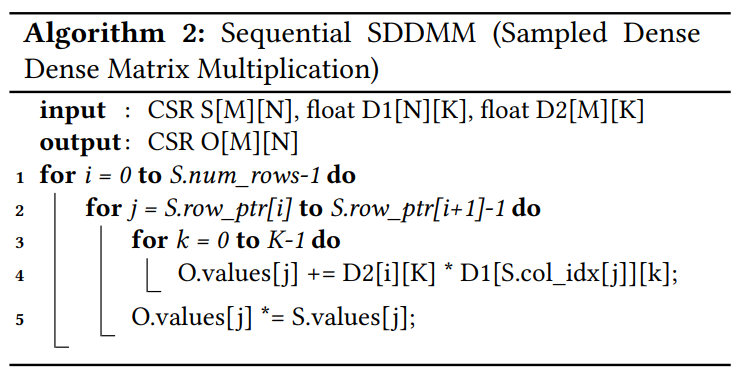 Algorithm 2: Sequential SDDMM (Sampled Dense
Dense Matrix Multiplication)
input : CSR S[M][N], float D1[N][K], float D2[M][K]
output: CSR O[M][N]
1 for i = 0 to S.num_rows-1 do
2 for j = S.row_ptr[i] to S.row_ptr[i+1]-1 do
3 for k = 0 to K-1 do
4 O.values[j] += D2[i][K] * D1[S.col_idx[j]][k];
5 O.values[j] *= S.values[j];